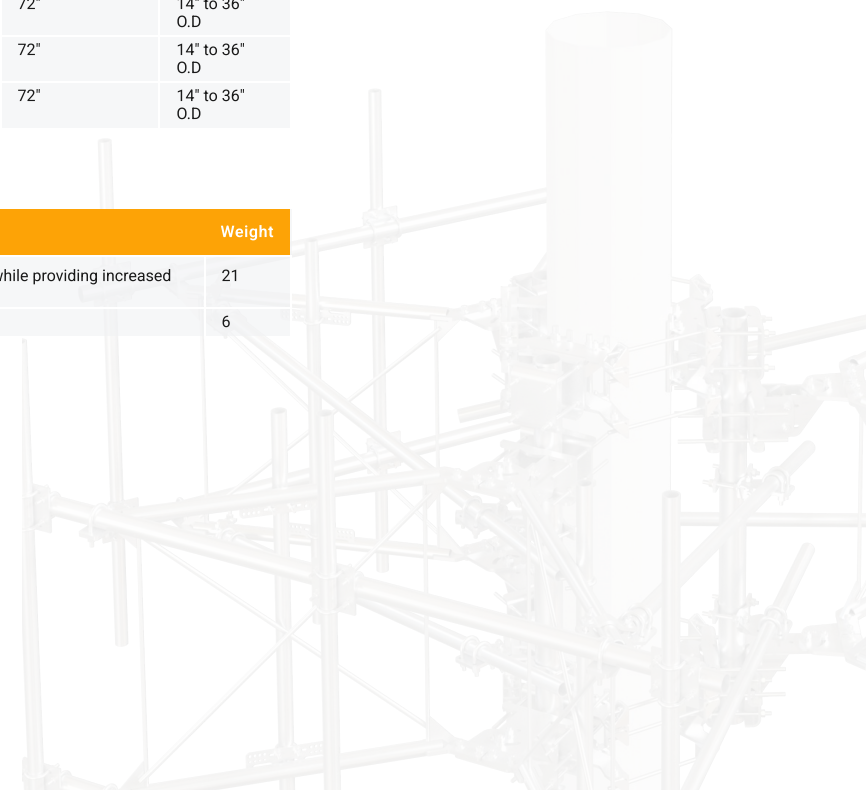 72" 14" to 36"
O.D
72" 14" to 36"
O.D
72" 14" to 36"
O.D
Weight
while providing increased 21
6